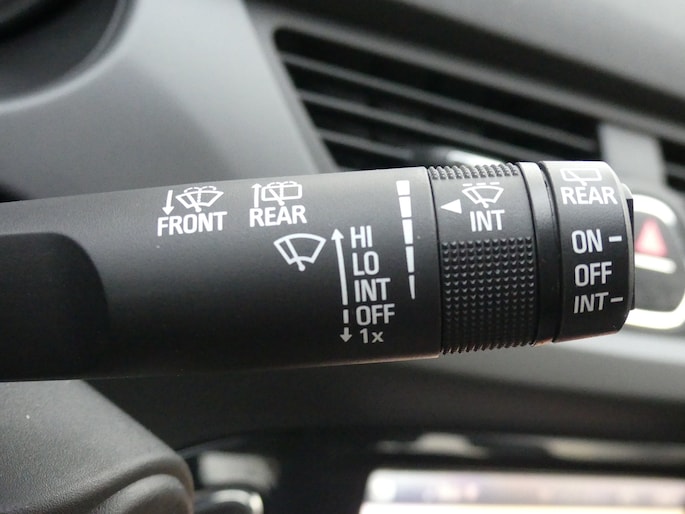 FRONT
REAR
HI
LO
INT
OFF
1x
INT
REAR
ON
OFF
INT